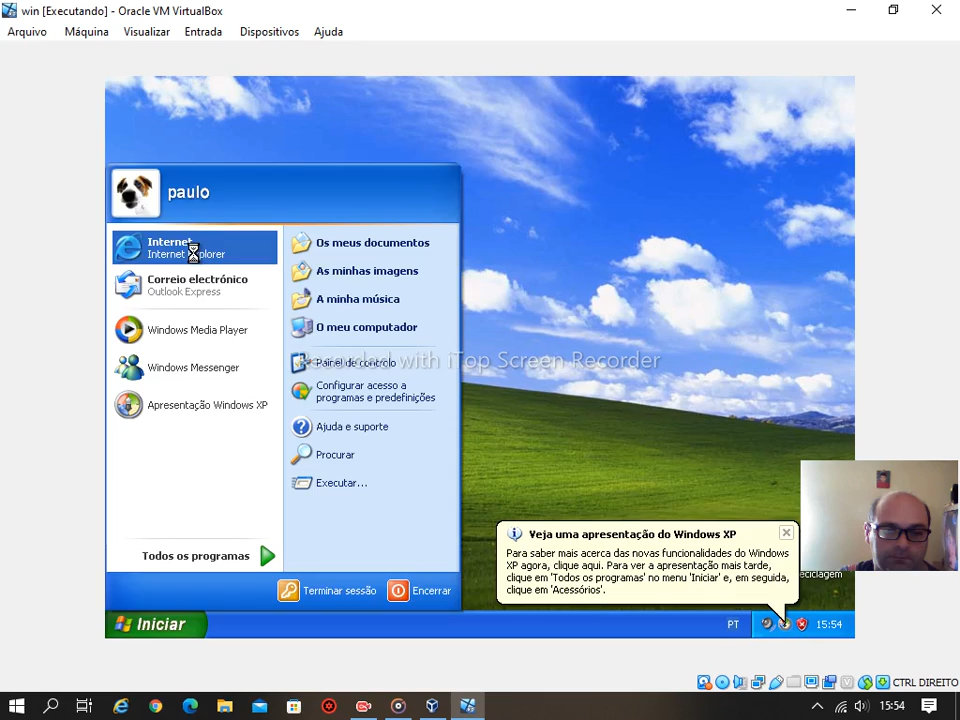 win [Executando] - Oracle VM VirtualBox
Arquivo Máquina Visualizar Entrada Dispositivos Ajuda
paulo
Internet
Internet Explorer
Correio electrónico
Outlook Express
Windows Media Player
Windows Messenger
Apresentação Windows XP
Todos os programas
Os meus documentos
As minhas imagens
A minha música
O meu computador
Painel de controlo
Configurar acesso a
programas e predefinições
Ajuda e suporte
Procurar
Executar...
Terminar sessão
Encerrar
Recorded with iTop Screen Recorder
Veja uma apresentação do Windows XP
Para saber mais acerca das novas funcionalidades do Windows
XP agora, clique aqui. Para ver a apresentação mais tarde,
clique em 'Todos os programas' no menu 'Iniciar' e, em seguida,
clique em 'Acessórios'.
Iniciar
PT
15:54
CTRL DIREITO
15:54